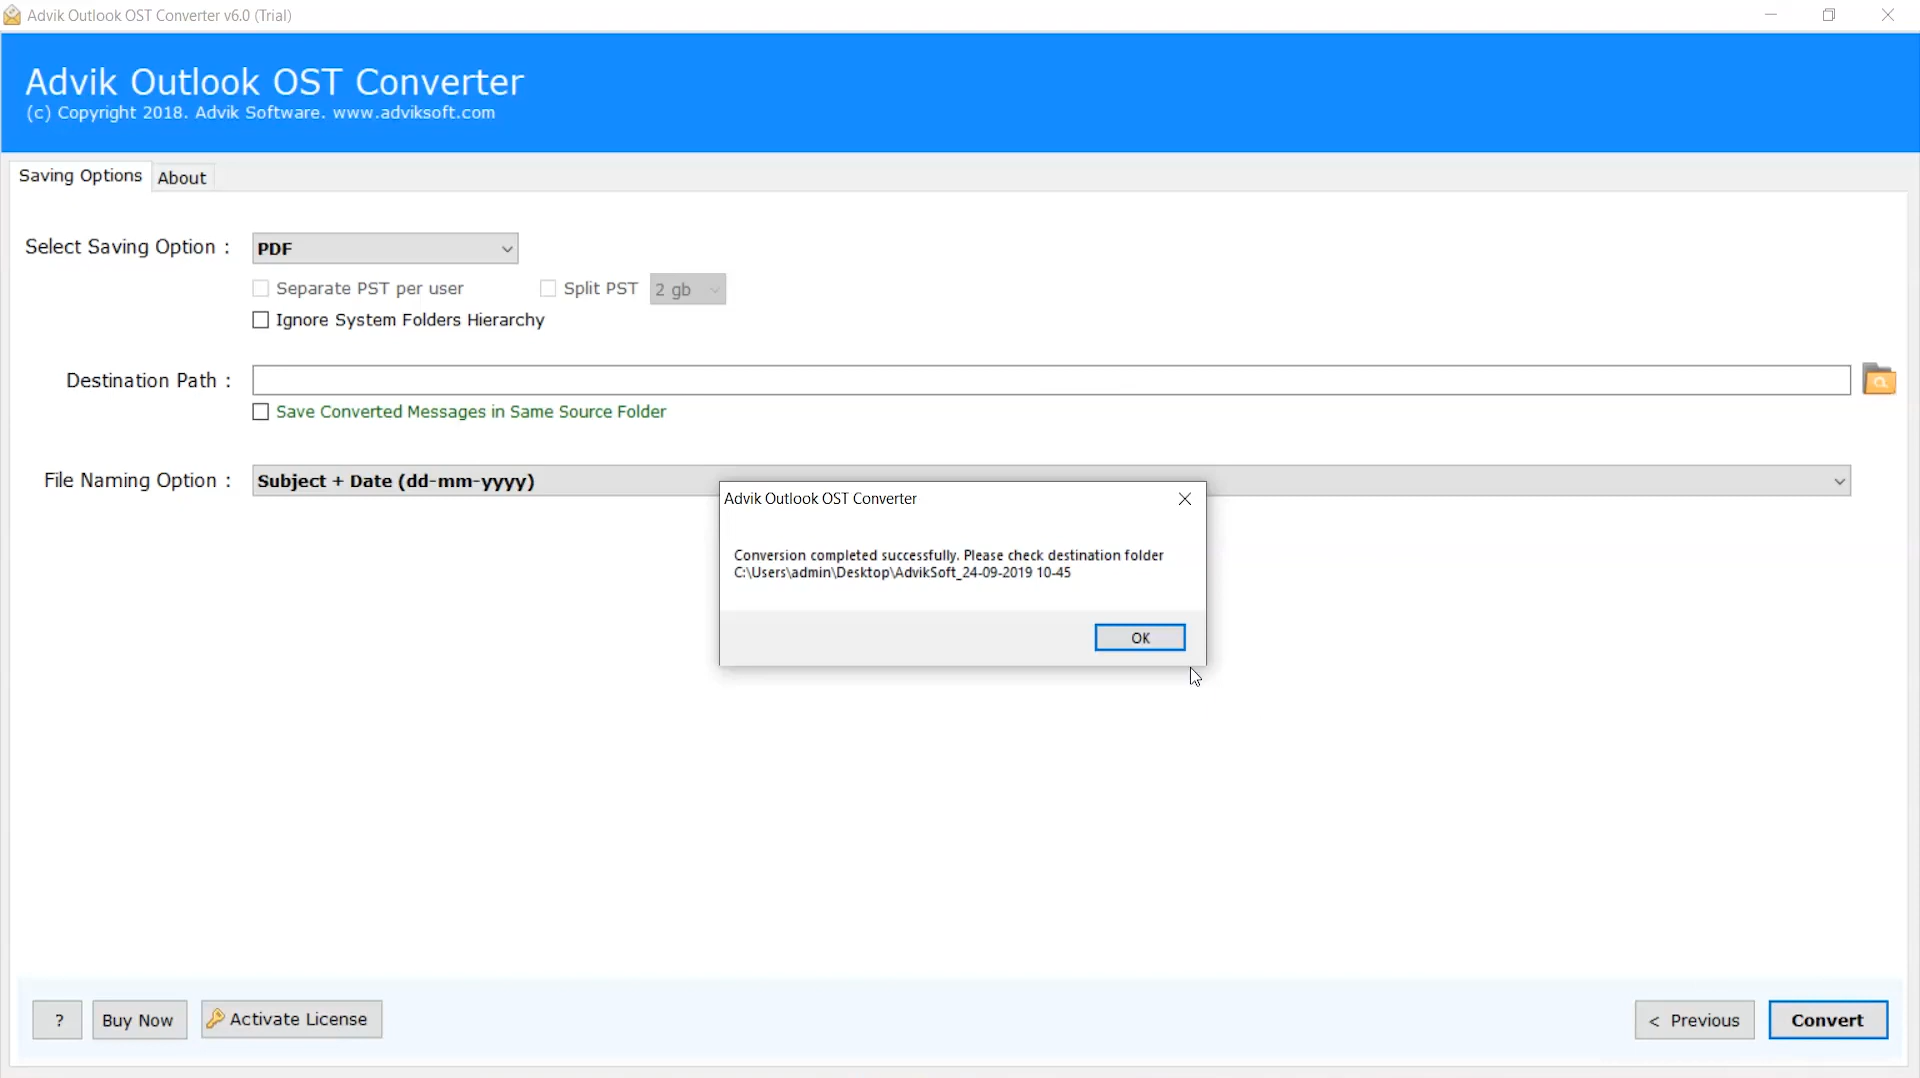 Advik Outlook OST Converter v6.0 (Trial)
Advik Outlook OST Converter
(c) Copyright 2018. Advik Software. www.adviksoft.com
Saving Options
About
Select Saving Option :
PDF
Separate PST per user
Split PST
2 gb
Ignore System Folders Hierarchy
Destination Path :
Save Converted Messages in Same Source Folder
File Naming Option :
Subject + Date (dd-mm-yyyy)
Advik Outlook OST Converter
Conversion completed successfully. Please check destination folder
C:\Users\admin\Desktop\AdvikSoft_24-09-2019 10-45
OK
?
Buy Now
Activate License
< Previous
Convert